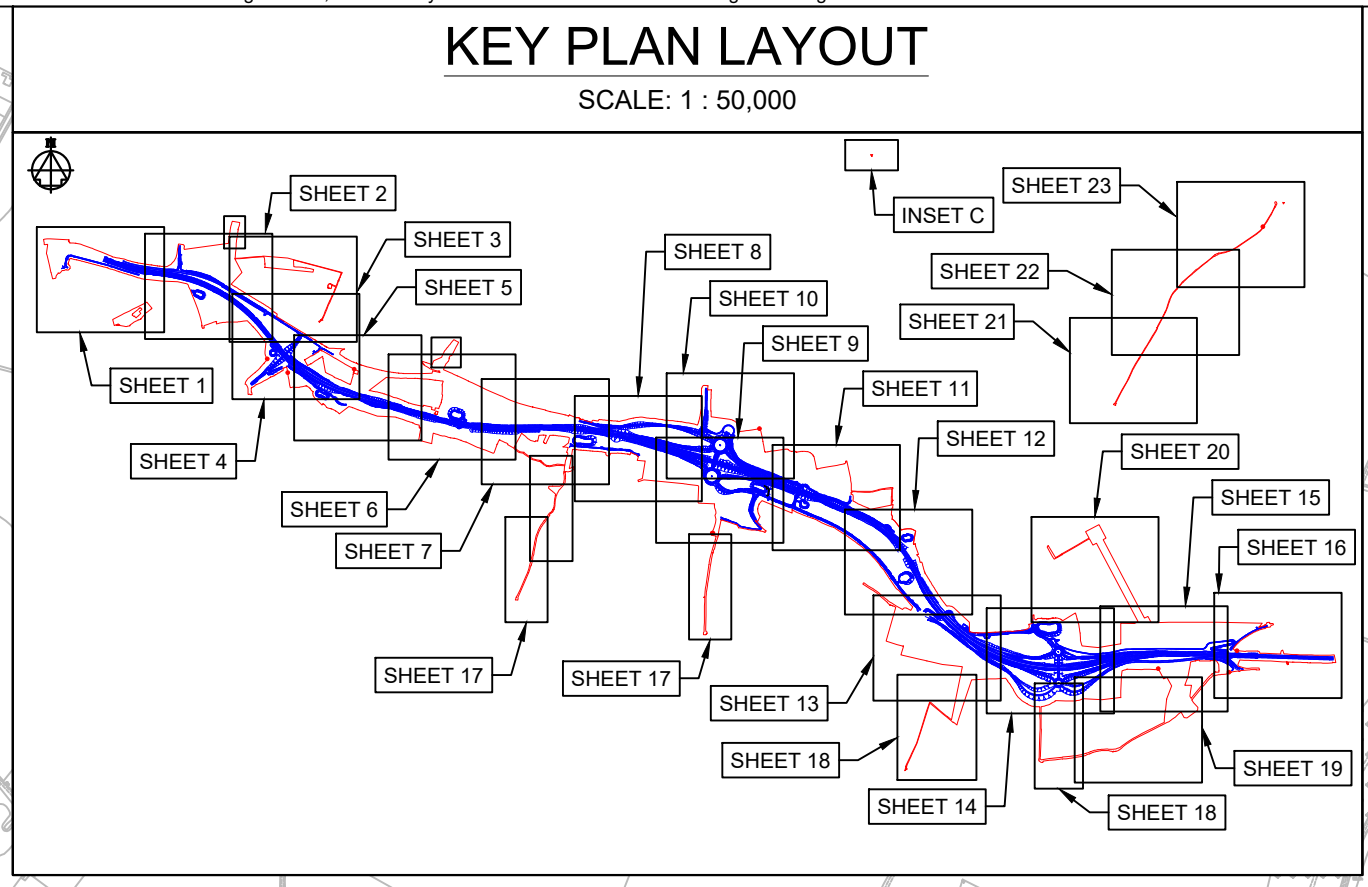 KEY PLAN LAYOUT
SCALE: 1 : 50,000
SHEET 2
SHEET 23
INSET C
SHEET 3
SHEET 8
SHEET 22
SHEET 5
SHEET 10
SHEET 21
SHEET 9
SHEET 1
SHEET 11
SHEET 12
SHEET 4
SHEET 20
SHEET 15
SHEET 6
SHEET 16
SHEET 7
SHEET 17
SHEET 17
SHEET 13
SHEET 18
SHEET 19
SHEET 14
SHEET 18